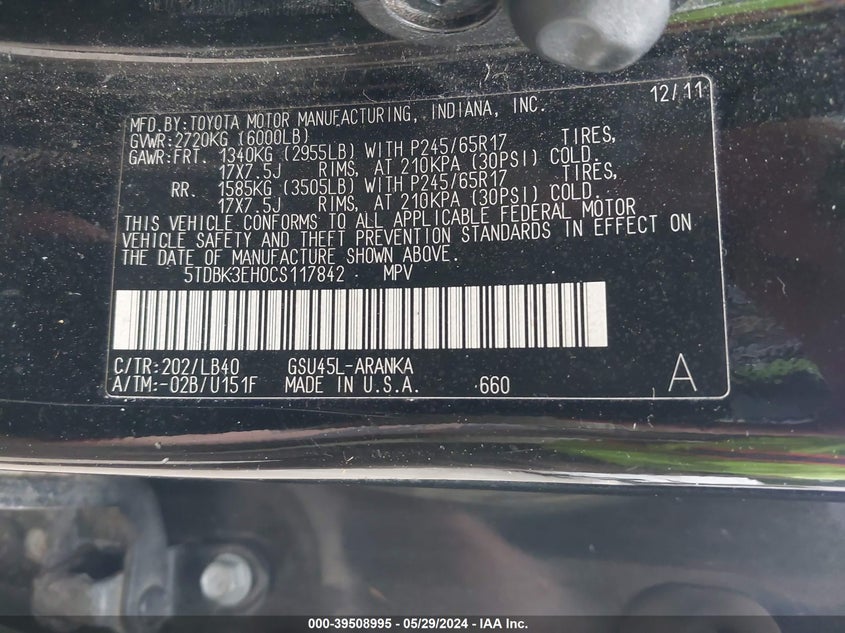 MFD.BY:TOYOTA MOTOR MANUFACTURING, INDIANA, INC. 12/11
GVWR:2720KG (6000LB)
GAWR:FRT. 1340KG (2955LB) WITH P245/65R17 TIRES,
17X7.5J RIMS, AT 210KPA (30PSI) COLD.
RR. 1585KG (3505LB) WITH P245/65R17 TIRES,
17X7.5J RIMS, AT 210KPA (30PSI) COLD.
THIS VEHICLE CONFORMS TO ALL APPLICABLE FEDERAL MOTOR
VEHICLE SAFETY AND THEFT PREVENTION STANDARDS IN EFFECT ON
THE DATE OF MANUFACTURE SHOWN ABOVE.
5TDBK3EH0CS117842 MPV
C/TR:202/LB40 GSU45L-ARANKA
A/TM:-02B/U151F MADE IN U.S.A. 660 A
000-39508995 - 05/29/2024 - IAA Inc.